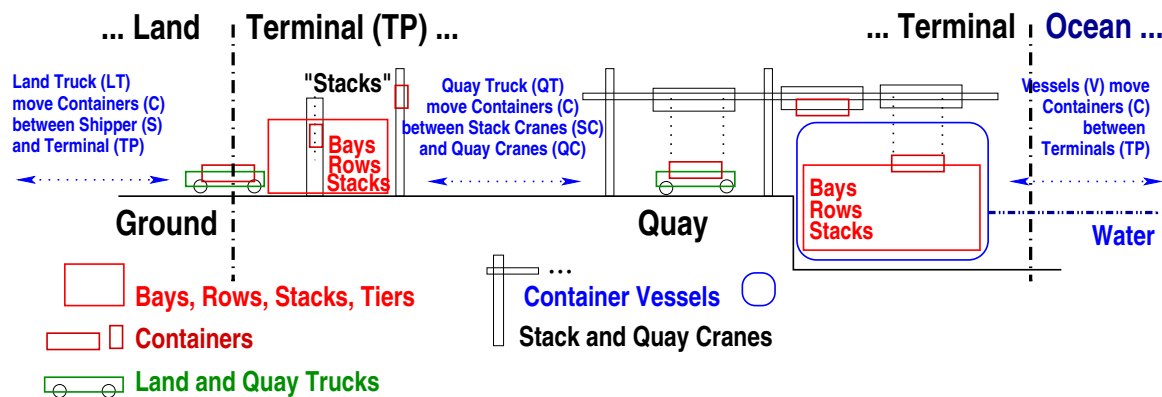 ... Land
Terminal (TP) ...
... Terminal
Ocean ...
Land Truck (LT)
move Containers (C)
between Shipper (S)
and Terminal (TP)
"Stacks"
Bays
Rows
Stacks
Quay Truck (QT)
move Containers (C)
between Stack Cranes (SC)
and Quay Cranes (QC)
Vessels (V) move
Containers (C)
between
Terminals (TP)
Bays
Rows
Stacks
Ground
Quay
Water
Bays, Rows, Stacks, Tiers
Containers
Land and Quay Trucks
...
Container Vessels
Stack and Quay Cranes